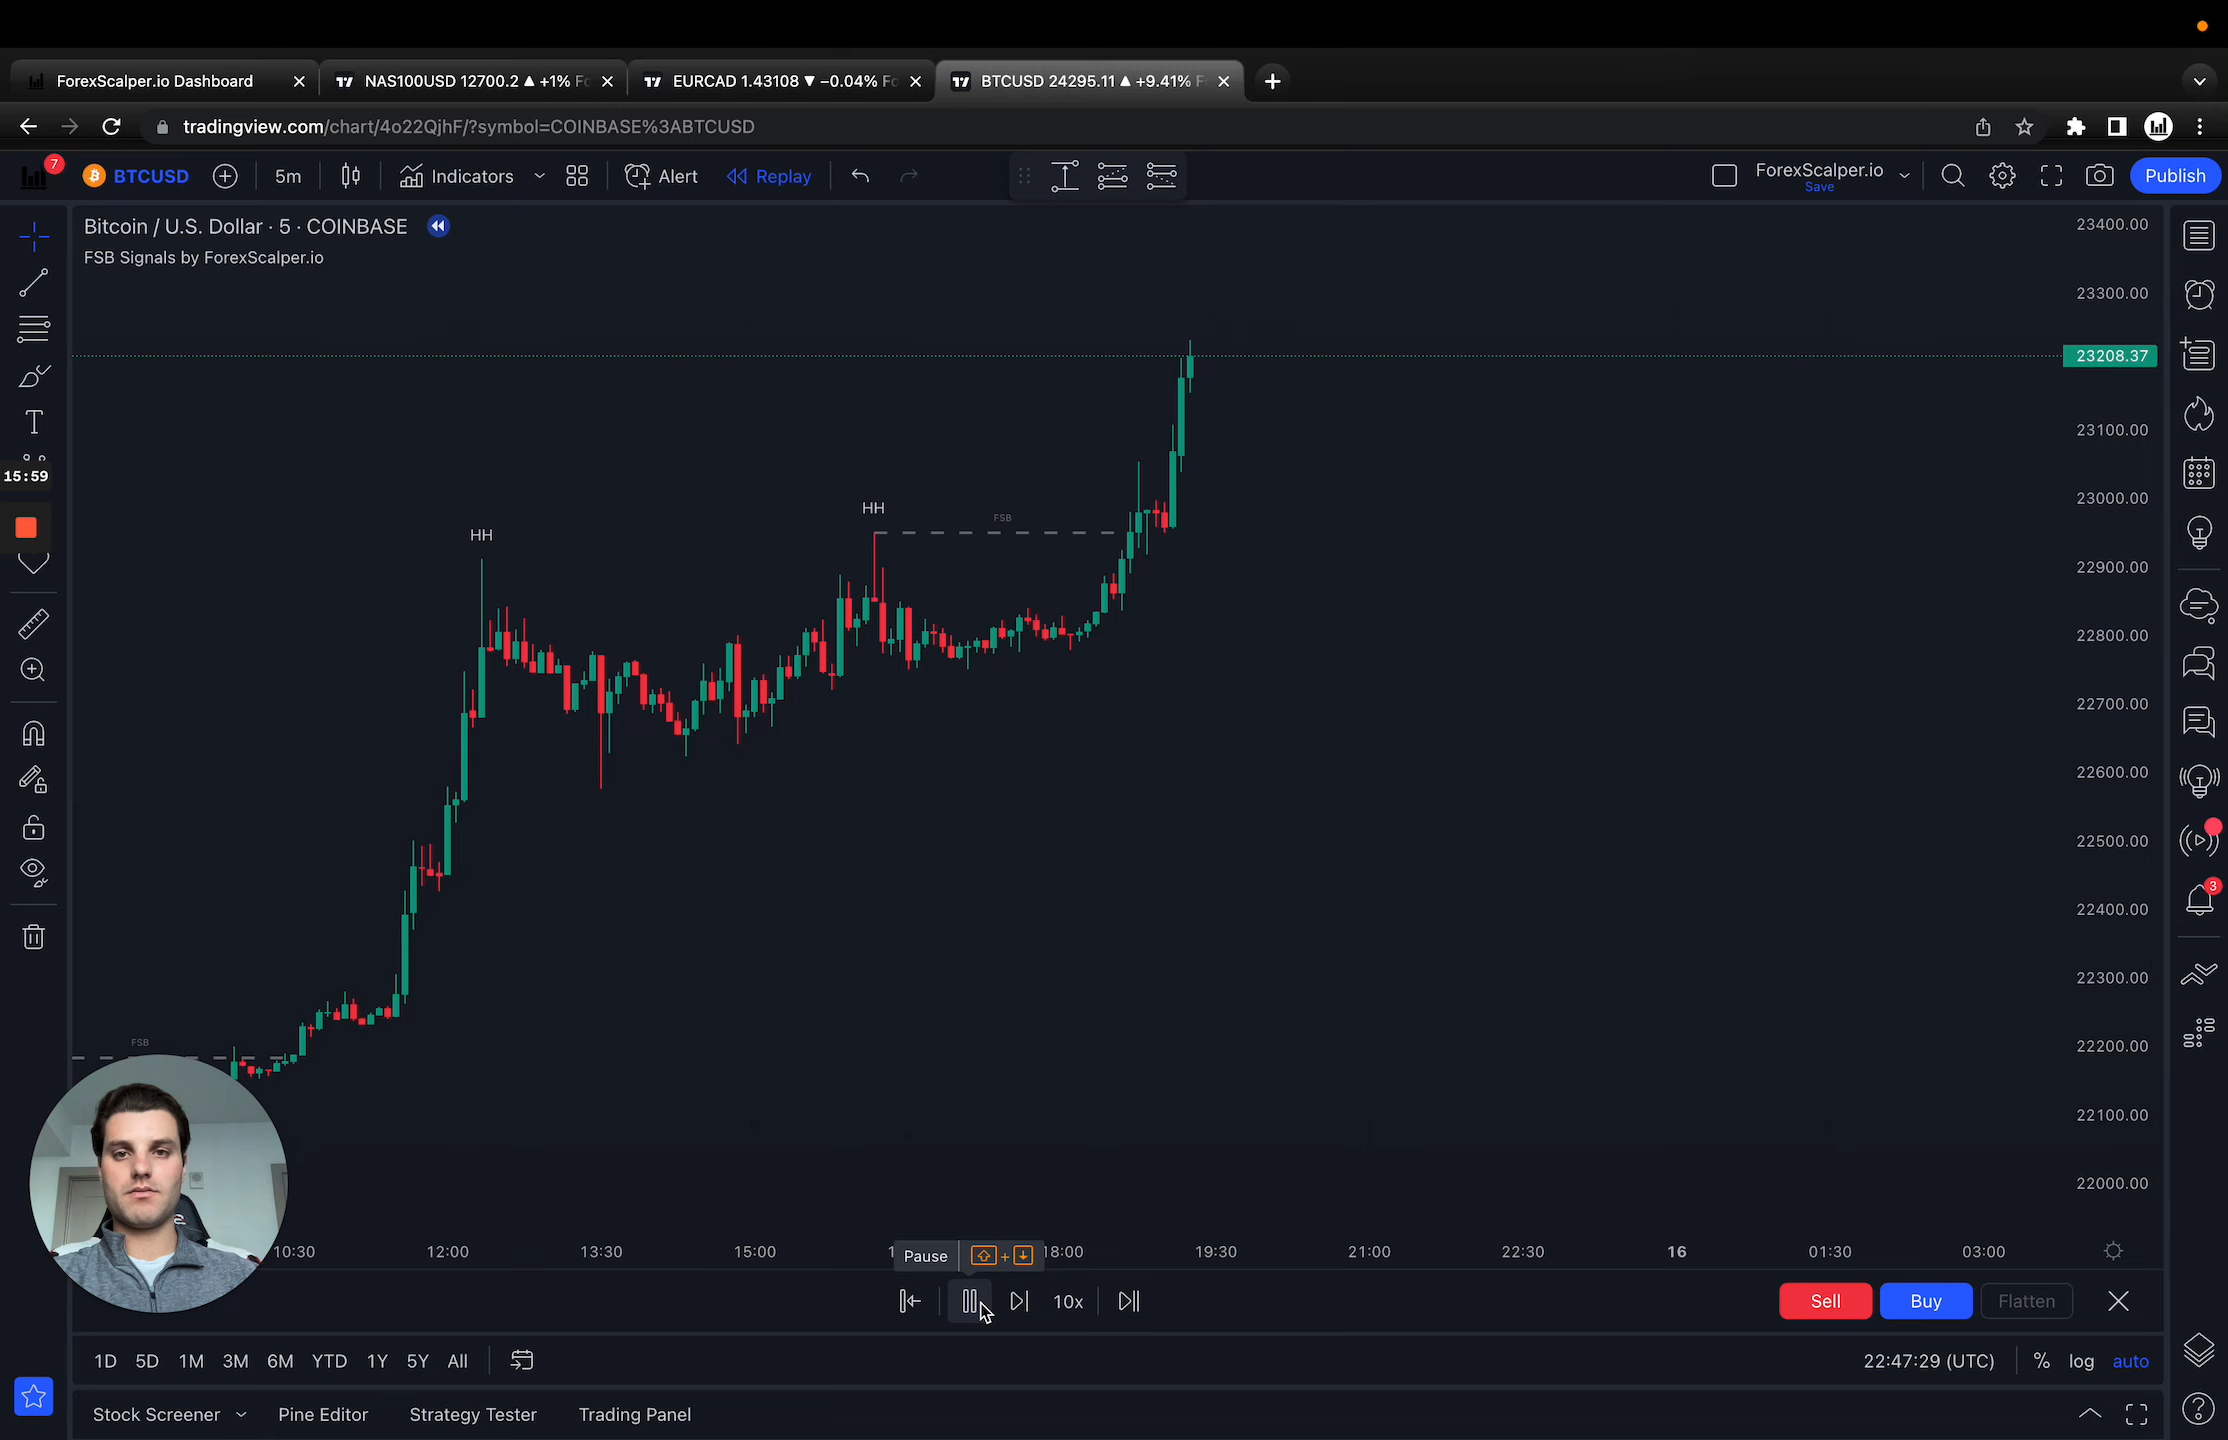 ForexScalper.io Dashboard
NAS100USD 12700.2 ▲ +1% Fo
EURCAD 1.43108 ▼ −0.04% Fo
BTCUSD 24295.11 ▲ +9.41% F
tradingview.com/chart/4o22QjhF/?symbol=COINBASE%3ABTCUSD
7
BTCUSD
5m
Indicators
Alert
Replay
ForexScalper.io
Save
Publish
Bitcoin / U.S. Dollar · 5 · COINBASE
FSB Signals by ForexScalper.io
23400.00
23300.00
23208.37
23100.00
23000.00
22900.00
22800.00
22700.00
22600.00
22500.00
22400.00
22300.00
22200.00
22100.00
22000.00
15:59
HH
HH
FSB
FSB
3
10:30
12:00
13:30
15:00
18:00
19:30
21:00
22:30
16
01:30
03:00
Pause
+
10x
Sell
Buy
Flatten
1D 5D 1M 3M 6M YTD 1Y 5Y All
22:47:29 (UTC)
%
log
auto
Stock Screener
Pine Editor
Strategy Tester
Trading Panel